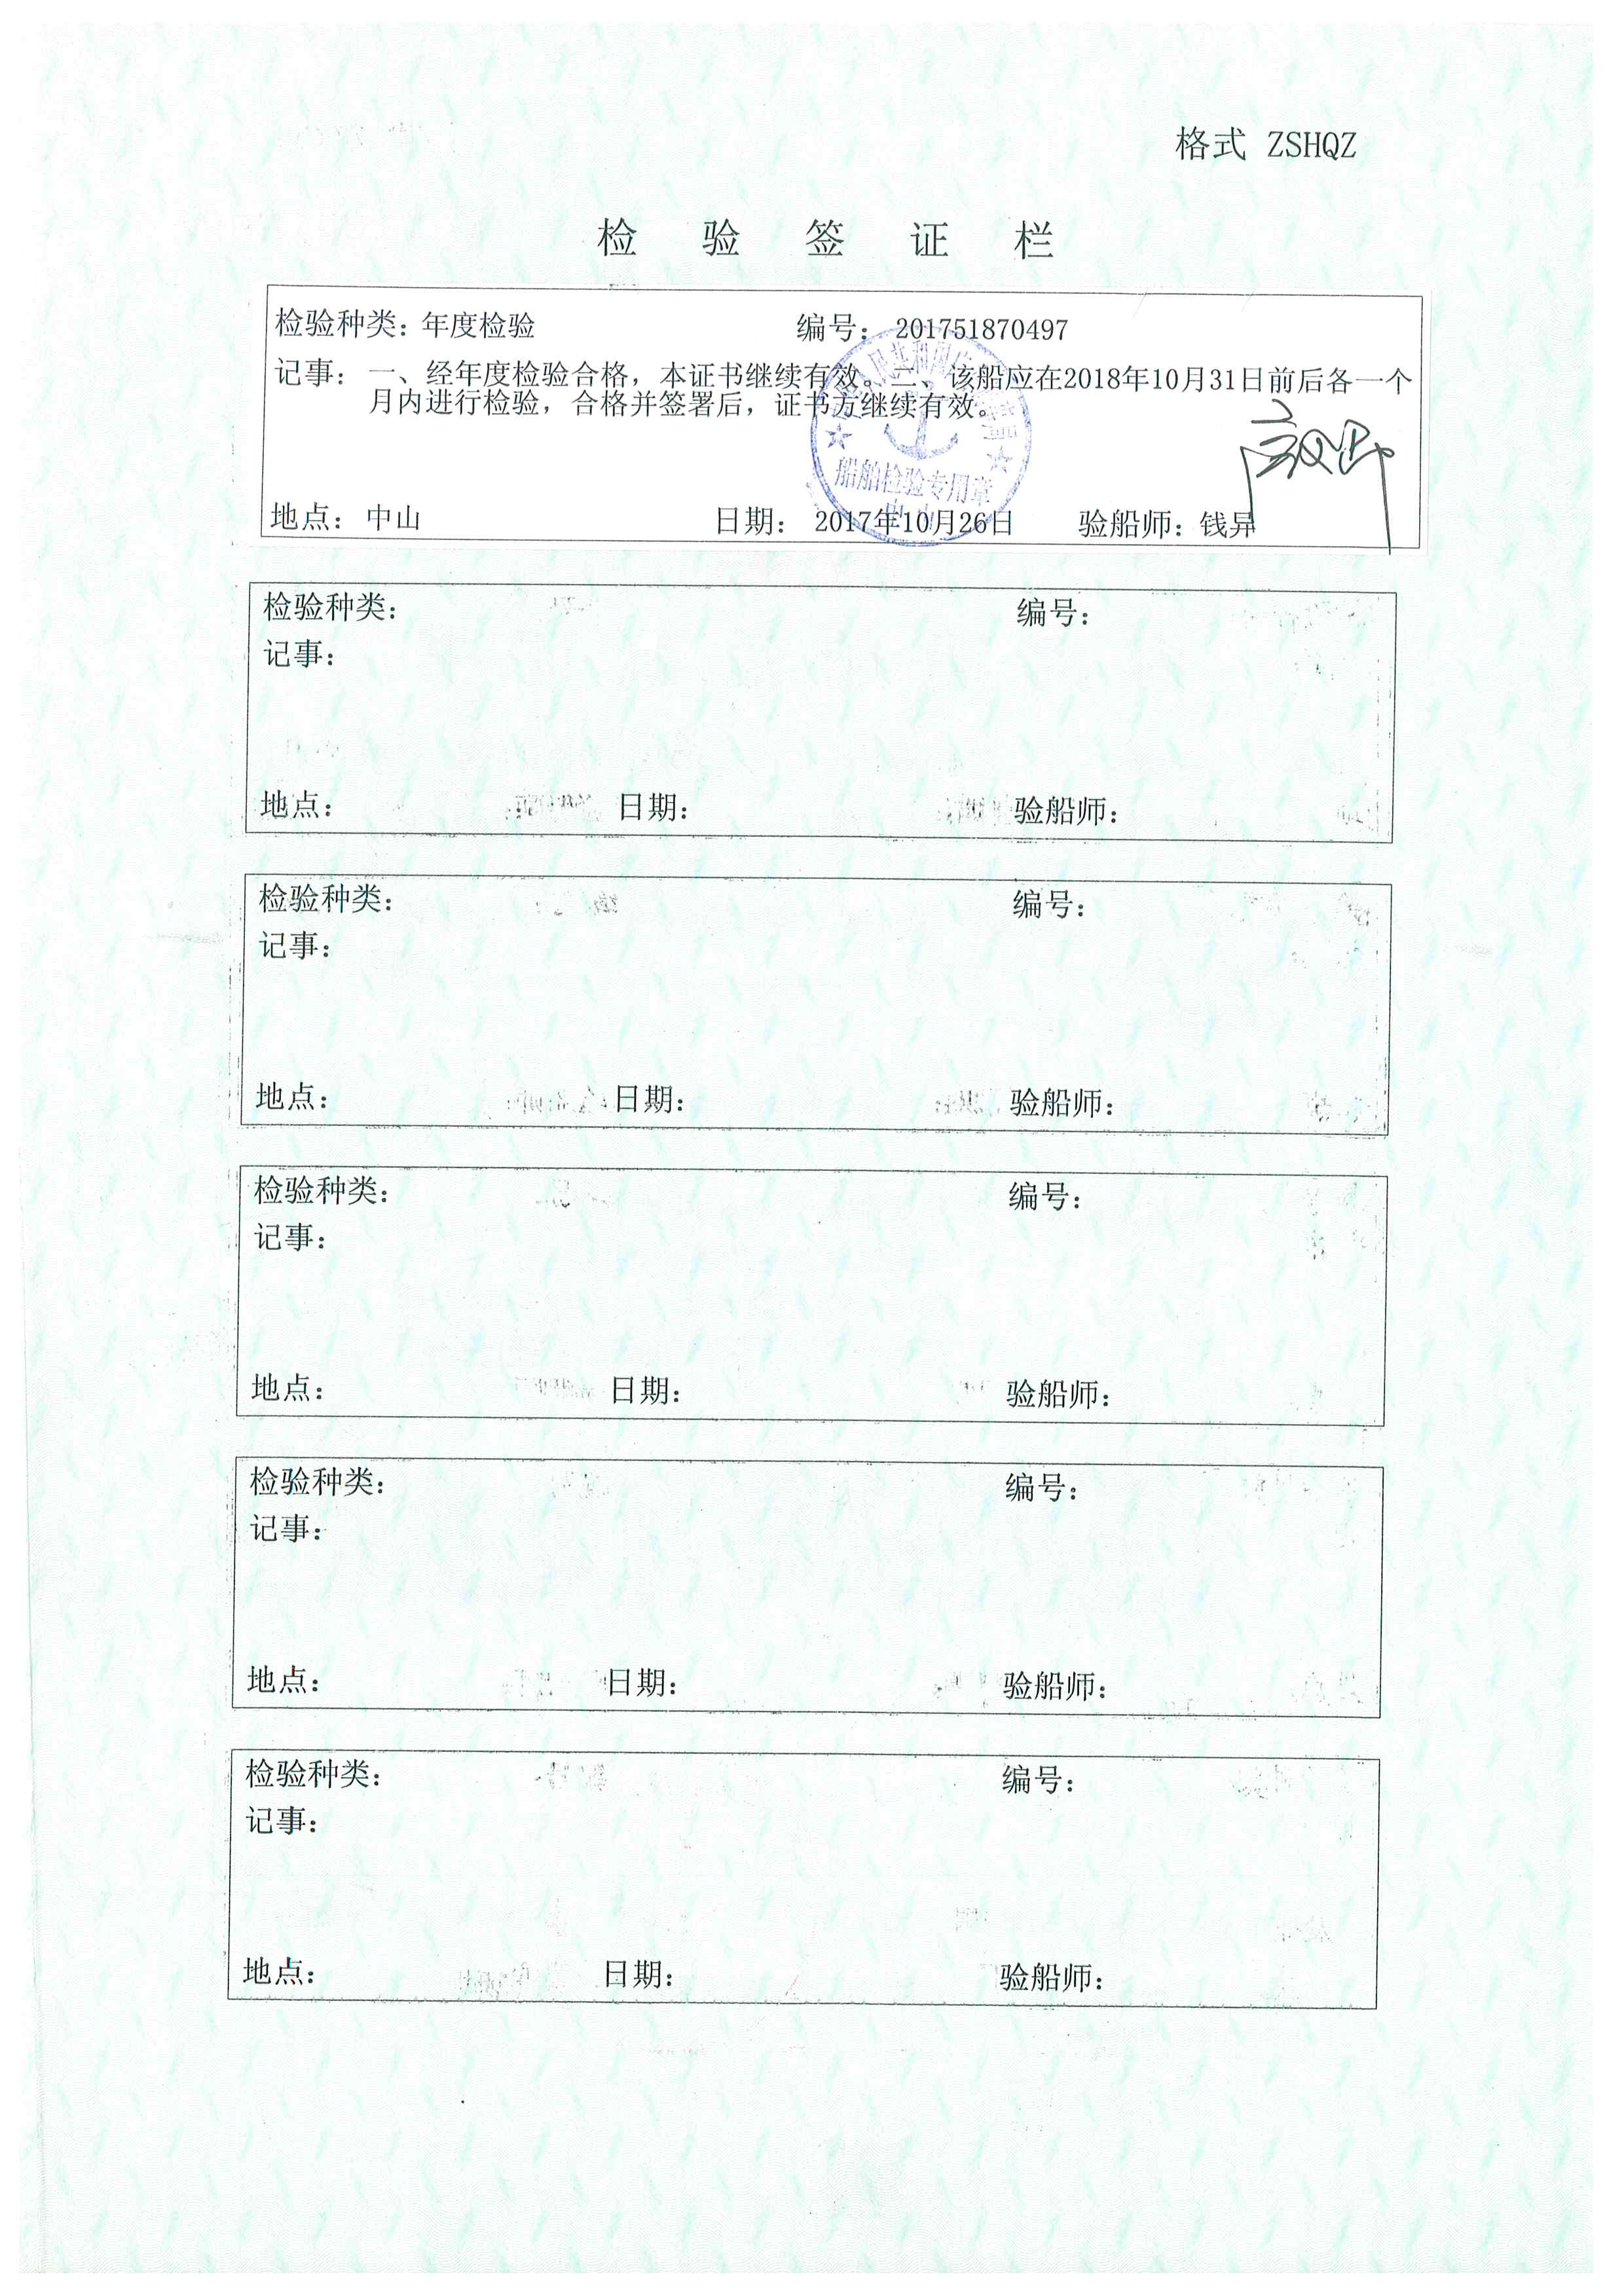 格式 ZSHQZ
检验签证栏
检验种类：年度检验 编号： 201751870497
记事： 一、经年度检验合格，本证书继续有效。二、该船应在2018年10月31日前后各一个
月内进行检验，合格并签署后，证书方继续有效。
船舶检验专用章
地点： 中山 日期： 2017年10月26日 验船师：钱异
检验种类： 编号：
记事：
地点： 日期： 验船师：
检验种类： 编号：
记事：
地点： 日期： 验船师：
检验种类： 编号：
记事：
地点： 日期： 验船师：
检验种类： 编号：
记事：
地点： 日期： 验船师：
检验种类： 编号：
记事：
地点： 日期： 验船师：